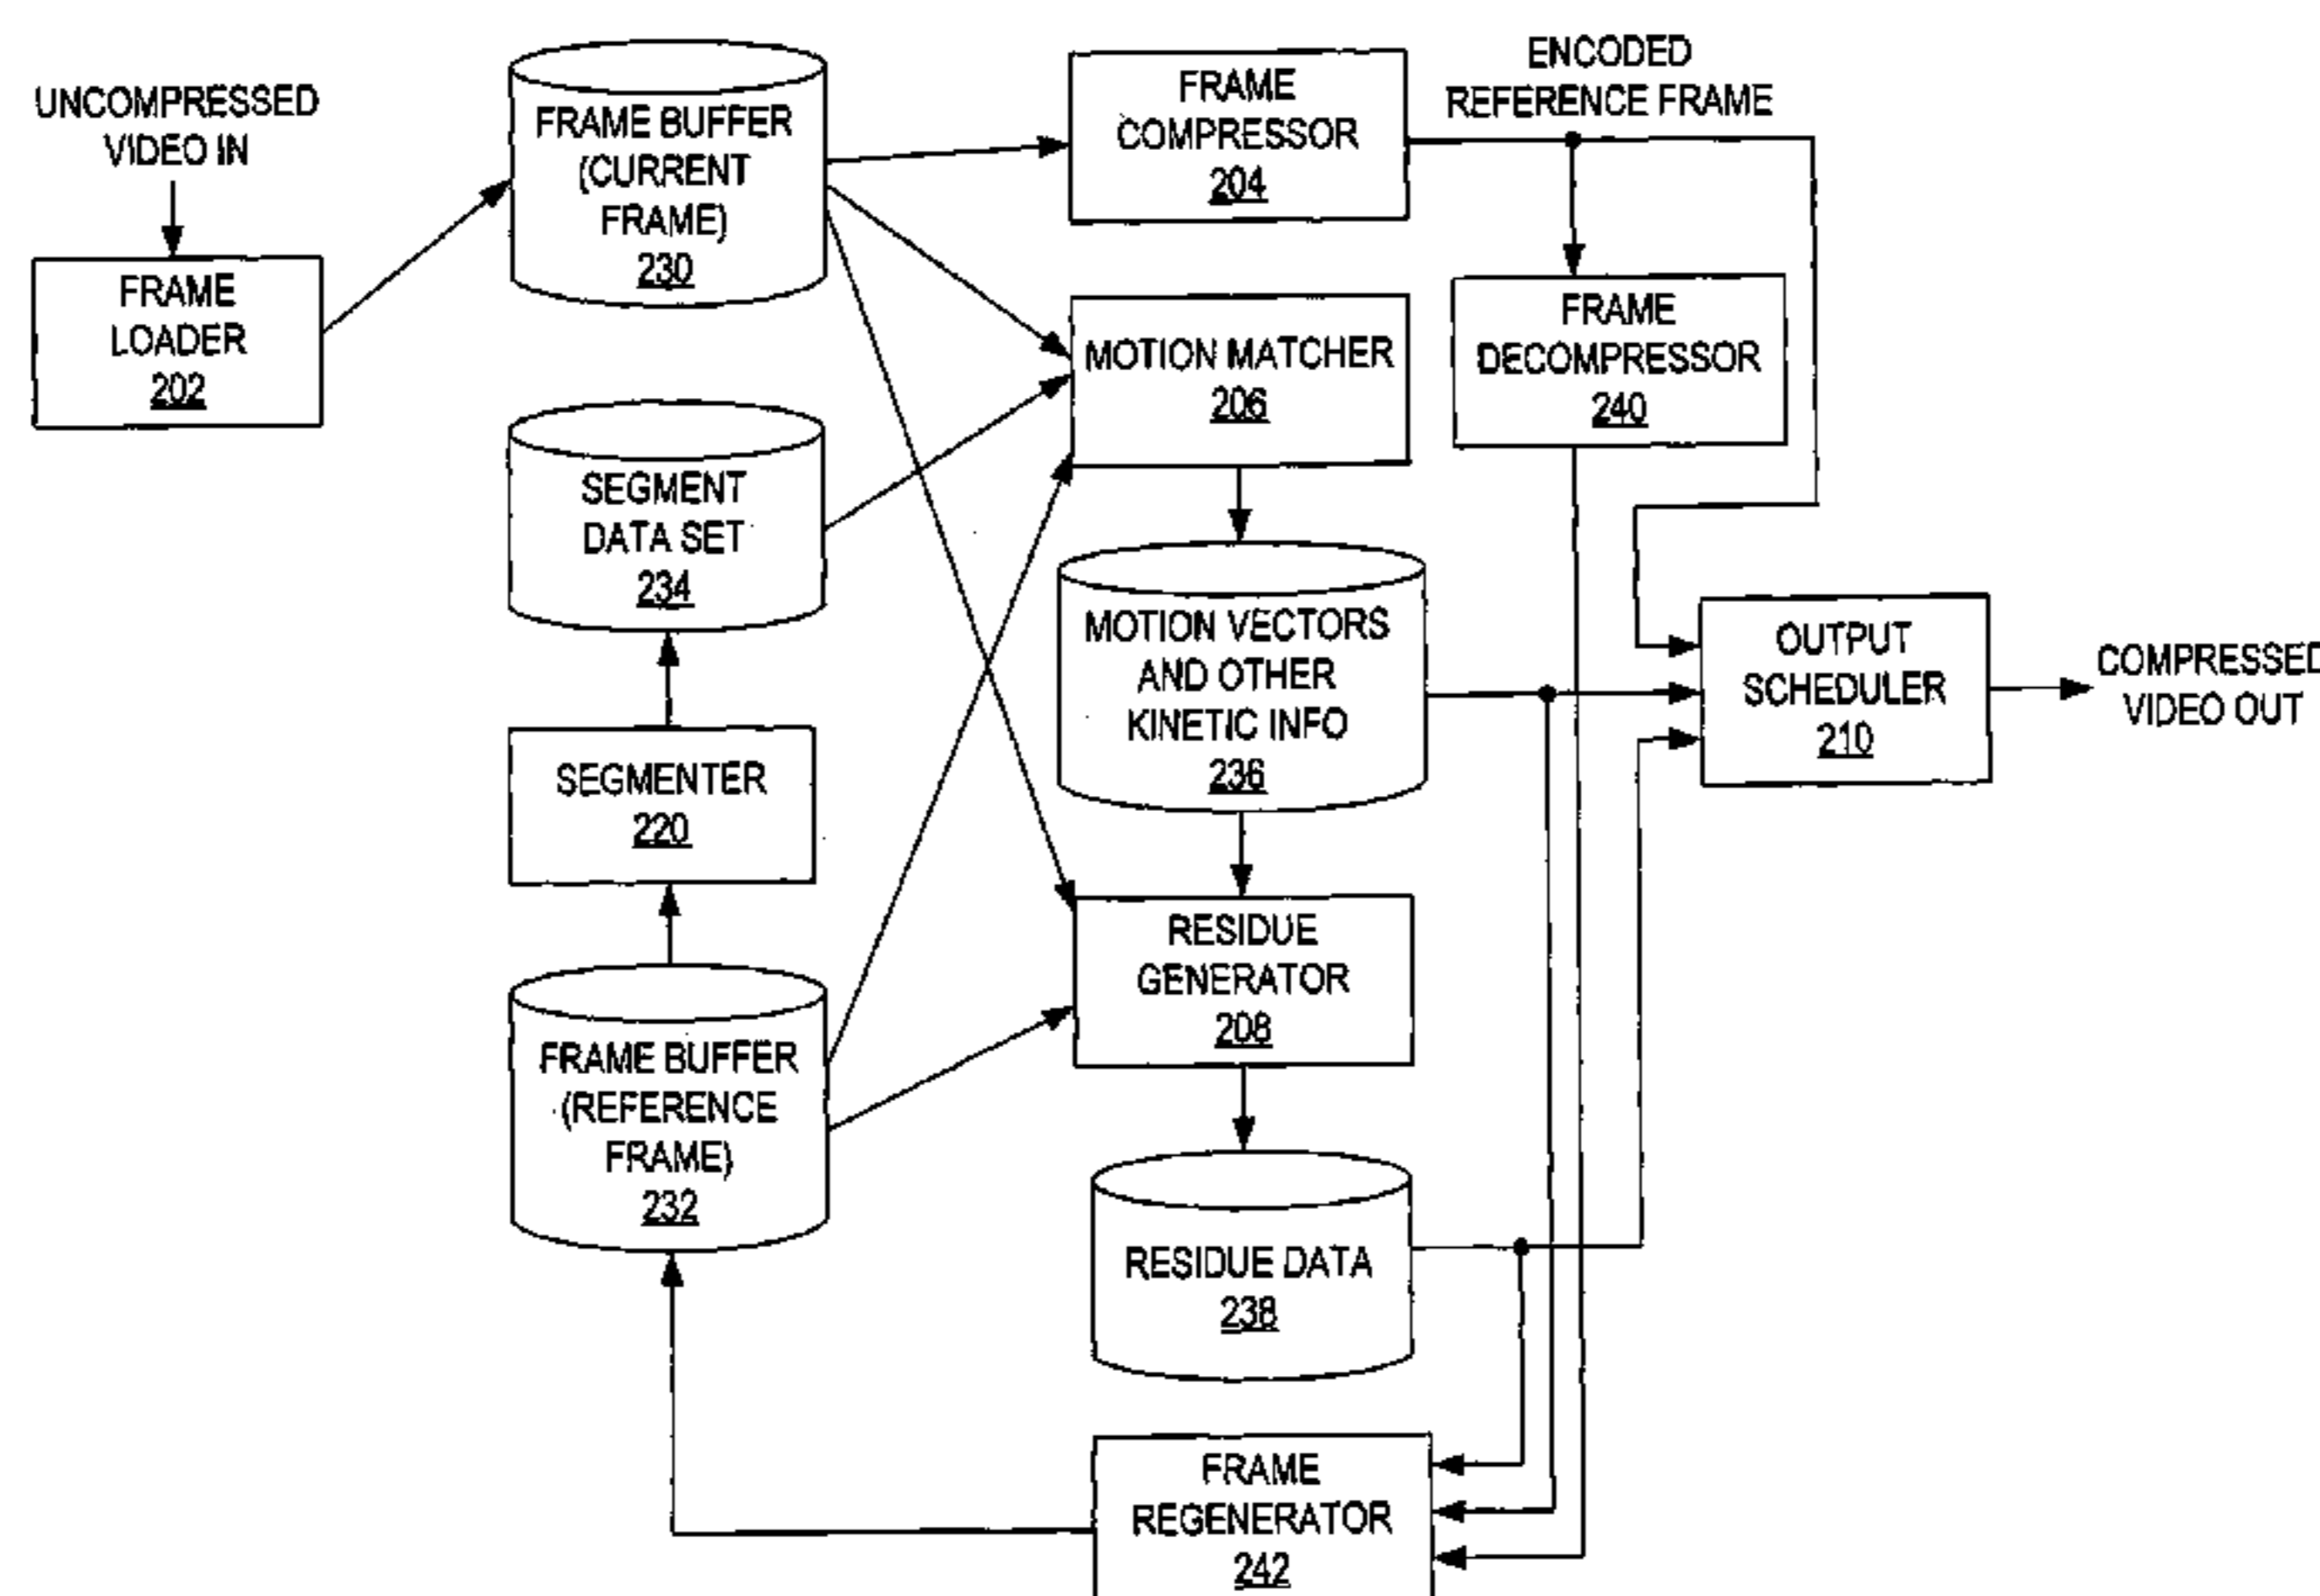 UNCOMPRESSED
VIDEO IN
FRAME
LOADER
202
FRAME BUFFER
(CURRENT
FRAME)
230
FRAME
COMPRESSOR
204
ENCODED
REFERENCE FRAME
FRAME
DECOMPRESSOR
240
MOTION MATCHER
206
SEGMENT
DATA SET
234
SEGMENTER
220
MOTION VECTORS
AND OTHER
KINETIC INFO
236
OUTPUT
SCHEDULER
210
COMPRESSED
VIDEO OUT
FRAME BUFFER
(REFERENCE
FRAME)
232
RESIDUE
GENERATOR
208
RESIDUE DATA
238
FRAME
REGENERATOR
242